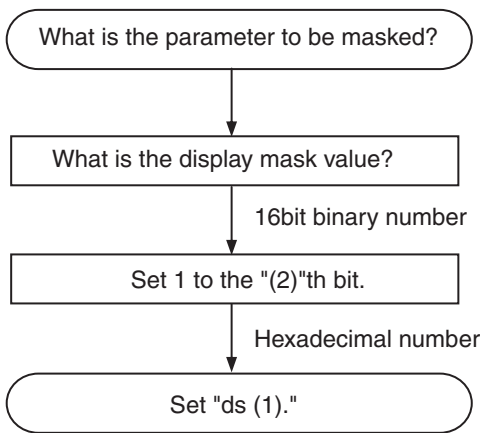 What is the parameter to be masked?
What is the display mask value?
16bit binary number
Set 1 to the "(2)"th bit.
Hexadecimal number
Set "ds (1)."